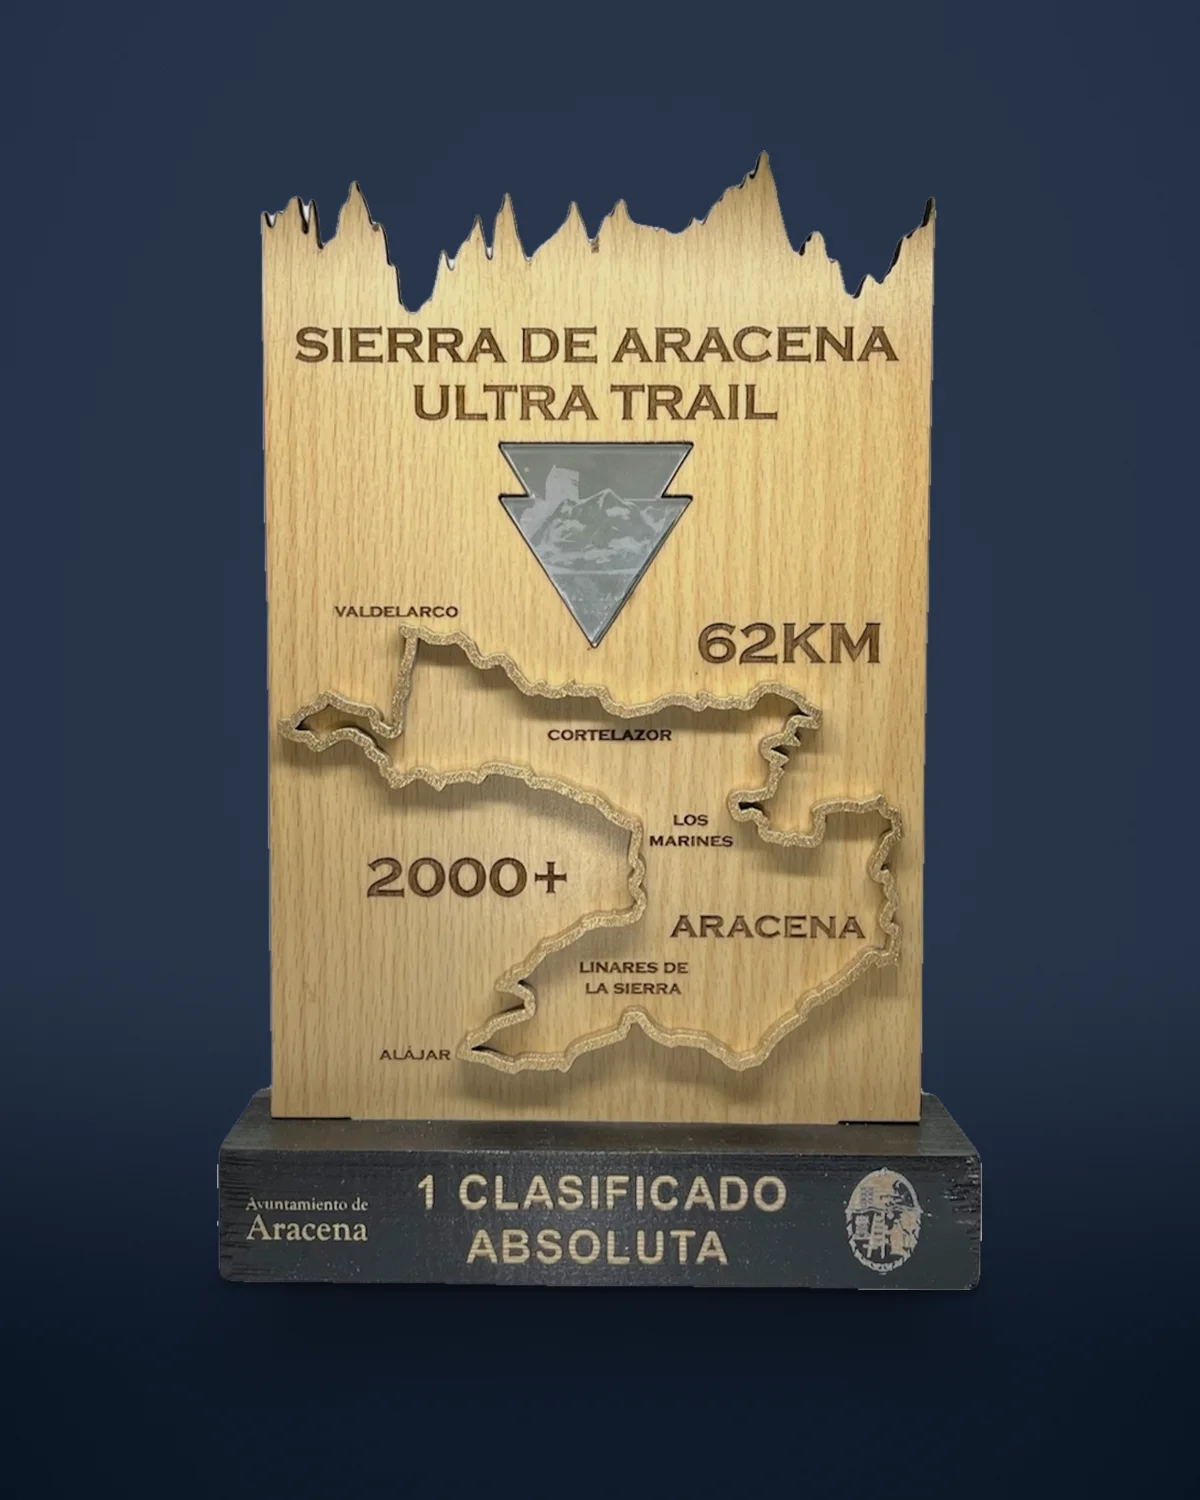 SIERRA DE ARACENA
ULTRA TRAIL
VALDELARCO
62KM
CORTELAZOR
LOS
MARINES
2000+
ARACENA
LINARES DE
LA SIERRA
ALÁJAR
1 CLASIFICADO
ABSOLUTA
Ayuntamiento de
Aracena